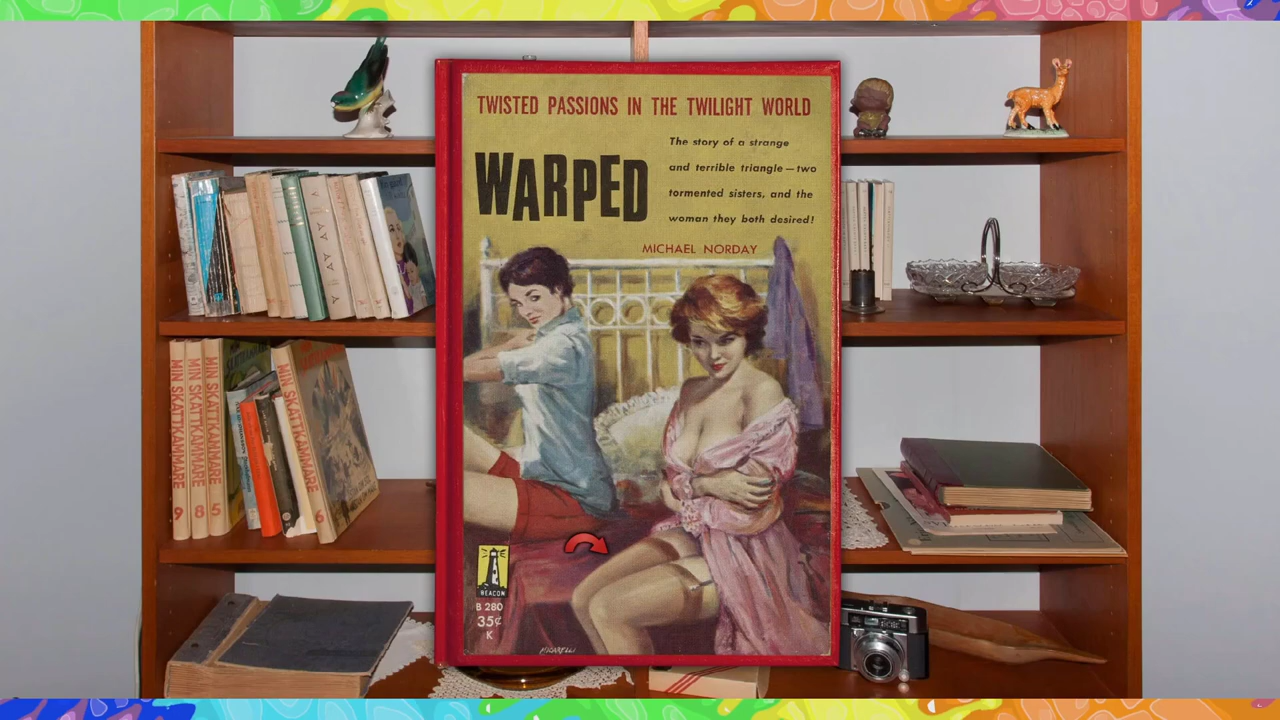 TWISTED PASSIONS IN THE TWILIGHT WORLD
The story of a strange
and terrible triangle—two
tormented sisters, and the
woman they both desired!
WARPED
MICHAEL NORDAY
BEACON
B 280
35¢
K
MIN SKATTKAMMARE
9
MIN SKATTKAMMARE
8
MIN SKATTKAMMARE
5
MIN SKATTKAMMARE
6